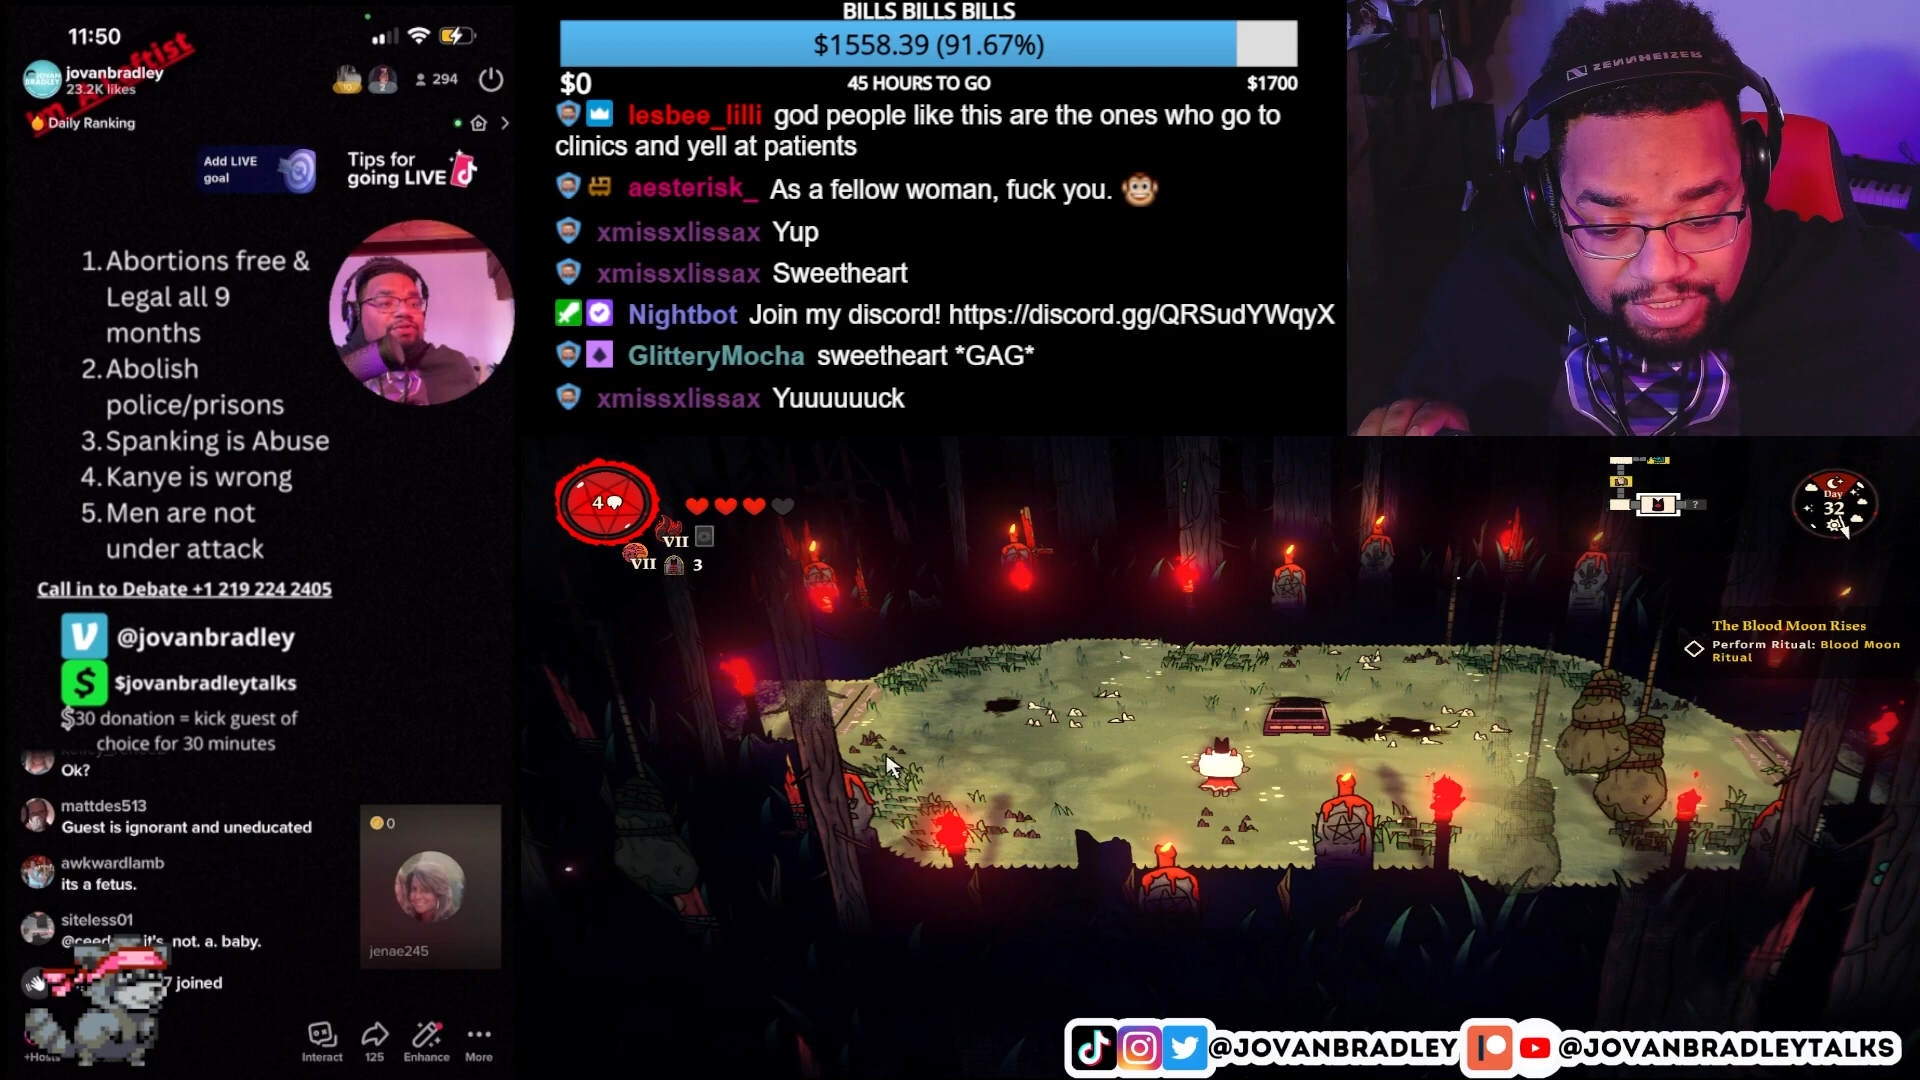 11:50
I'm A Leftist
jovanbradley
23.2K likes
10
2
294
Daily Ranking
Add LIVE
goal
Tips for
going LIVE
1. Abortions free &
Legal all 9
months
2. Abolish
police/prisons
3. Spanking is Abuse
4. Kanye is wrong
5. Men are not
under attack
Call in to Debate +1 219 224 2405
@jovanbradley
$jovanbradleytalks
$30 donation = kick guest of
choice for 30 minutes
Ok?
mattdes513
Guest is ignorant and uneducated
awkwardlamb
its a fetus.
siteless01
it's. not. a. baby.
7 joined
0
jenae245
Interact
125
Enhance
More
BILLS BILLS BILLS
$1558.39 (91.67%)
$0
45 HOURS TO GO
$1700
lesbee_lilli god people like this are the ones who go to
clinics and yell at patients
aesterisk_ As a fellow woman, fuck you.
xmissxlissax Yup
xmissxlissax Sweetheart
Nightbot Join my discord! https://discord.gg/QRSudYWqyX
GlitteryMocha sweetheart *GAG*
xmissxlissax Yuuuuuuck
SENNHEISER
4
VII
VII
3
?
Day
32
The Blood Moon Rises
Perform Ritual: Blood Moon
Ritual
@JOVANBRADLEY
@JOVANBRADLEYTALKS